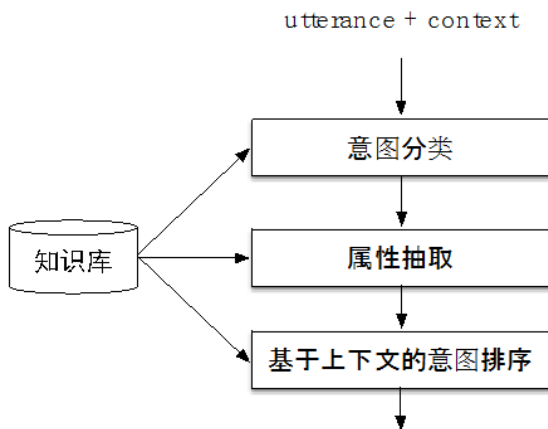 utterance + context
意图分类
属性抽取
知识库
基于上下文的意图排序